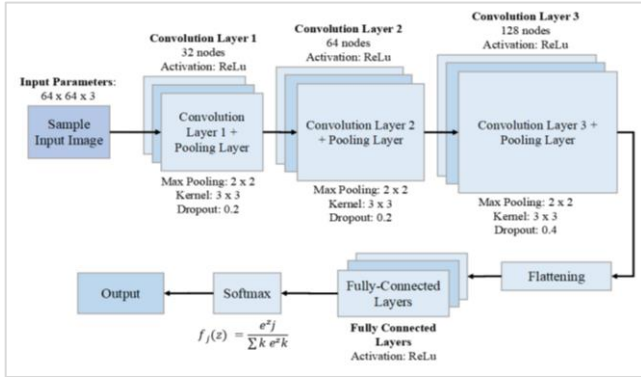 Convolution Layer 1
32 nodes
Activation: ReLu
Convolution Layer 2
64 nodes
Activation: ReLu
Convolution Layer 3
128 nodes
Activation: ReLu
Input Parameters:
64 x 64 x 3
Sample
Input Image
Convolution
Layer 1 +
Pooling Layer
Convolution Layer 2
+ Pooling Layer
Convolution Layer 3 +
Pooling Layer
Max Pooling: 2 x 2
Kernel: 3 x 3
Dropout: 0.2
Max Pooling: 2 x 2
Kernel: 3 x 3
Dropout: 0.2
Max Pooling: 2 x 2
Kernel: 3 x 3
Dropout: 0.4
Output
Softmax
Fully-Connected
Layers
Flattening
f_j(z) = e^z j / ∑ k e^z k
Fully Connected
Layers
Activation: ReLu